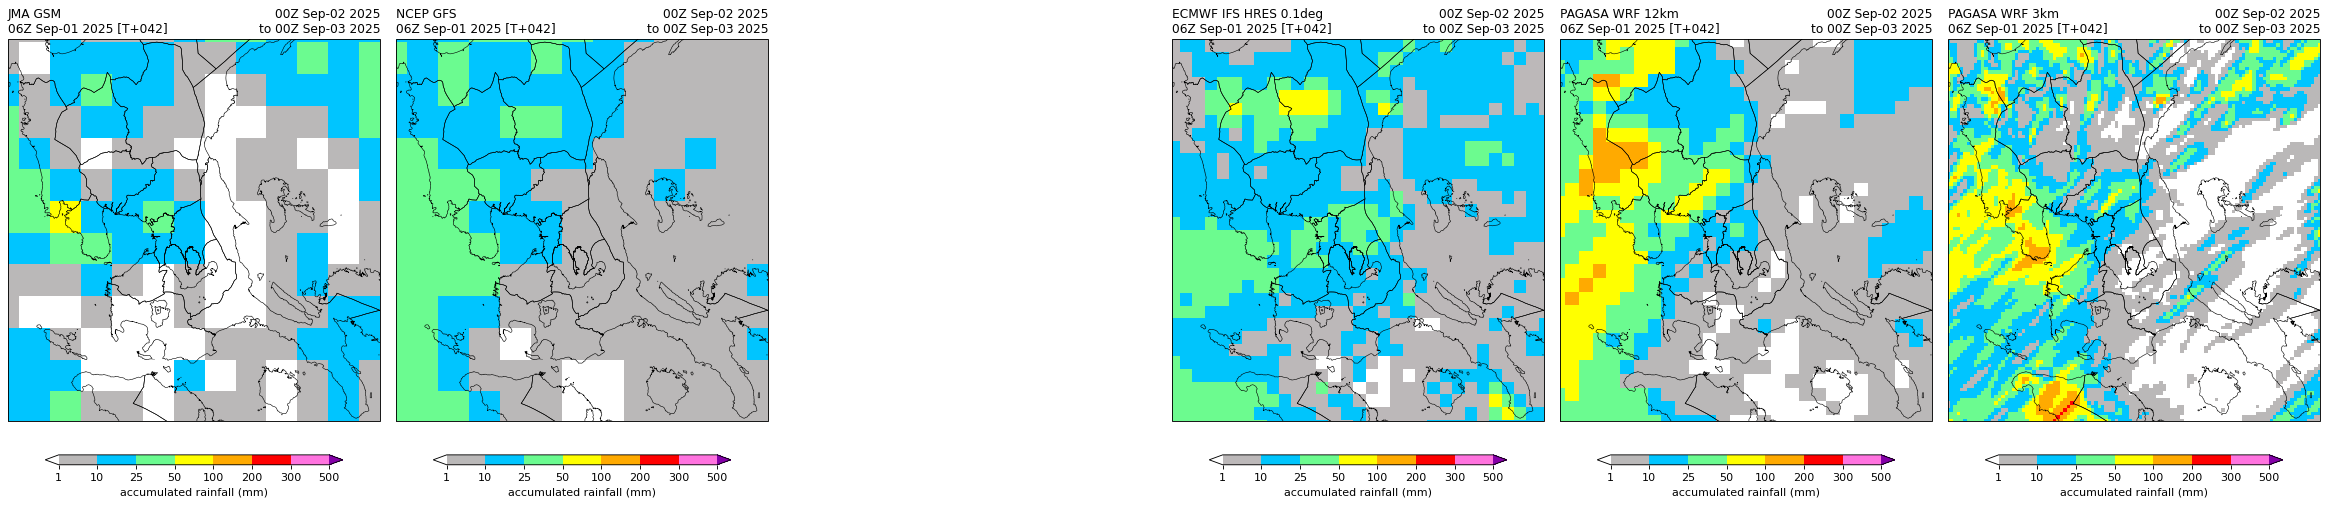 JMA GSM 00Z Sep-02 2025
06Z Sep-01 2025 [T+042] to 00Z Sep-03 2025
1 10 25 50 100 200 300 500
accumulated rainfall (mm)
NCEP GFS 00Z Sep-02 2025
06Z Sep-01 2025 [T+042] to 00Z Sep-03 2025
1 10 25 50 100 200 300 500
accumulated rainfall (mm)
ECMWF IFS HRES 0.1deg 00Z Sep-02 2025
06Z Sep-01 2025 [T+042] to 00Z Sep-03 2025
1 10 25 50 100 200 300 500
accumulated rainfall (mm)
PAGASA WRF 12km 00Z Sep-02 2025
06Z Sep-01 2025 [T+042] to 00Z Sep-03 2025
1 10 25 50 100 200 300 500
accumulated rainfall (mm)
PAGASA WRF 3km 00Z Sep-02 2025
06Z Sep-01 2025 [T+042] to 00Z Sep-03 2025
1 10 25 50 100 200 300 500
accumulated rainfall (mm)